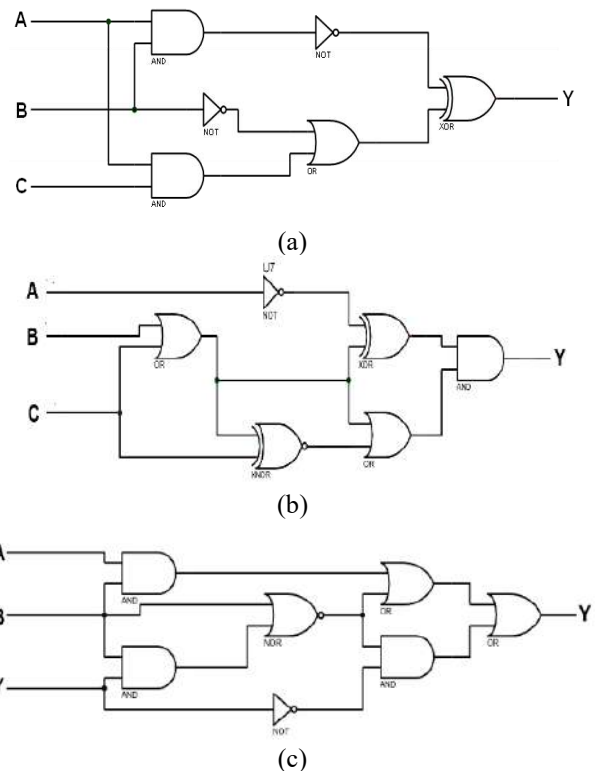 A
AND
NOT
B
NOT
XOR
Y
OR
C
AND
(a)
U7
A
NOT
B
OR
XOR
AND
Y
C
XNOR
OR
(b)
AND
OR
B
NOR
OR
Y
AND
AND
NOT
(c)